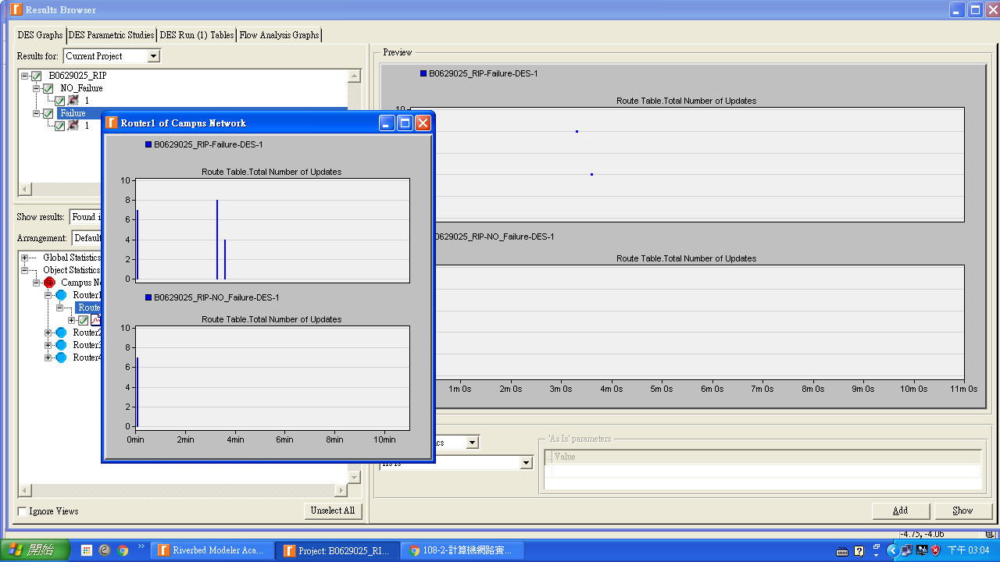 Results Browser
DES Graphs DES Parametric Studies DES Run (1) Tables Flow Analysis Graphs
Results for: Current Project
B0629025_RIP
NO_Failure
1
Failure
1
Show results: Found
Arrangement: Default
Global Statistics
Object Statistics
Campus
Router1
Route
Router2
Router3
Router4
Ignore Views
Unselect All
Router1 of Campus Network
B0629025_RIP-Failure-DES-1
Route Table.Total Number of Updates
10
8
6
4
2
0
B0629025_RIP-NO_Failure-DES-1
Route Table.Total Number of Updates
10
8
6
4
2
0
0min 2min 4min 6min 8min 10min
Preview
B0629025_RIP-Failure-DES-1
Route Table.Total Number of Updates
10
0629025_RIP-NO_Failure-DES-1
Route Table.Total Number of Updates
1m 0s 2m 0s 3m 0s 4m 0s 5m 0s 6m 0s 7m 0s 8m 0s 9m 0s 10m 0s 11m 0s
'As Is' parameters
As Is
Value
Add
Show
-4.75, -4.06
開始
Riverbed Modeler Aca...
Project: B0629025_RI...
108-2-計算機網路實...
下午 03:04